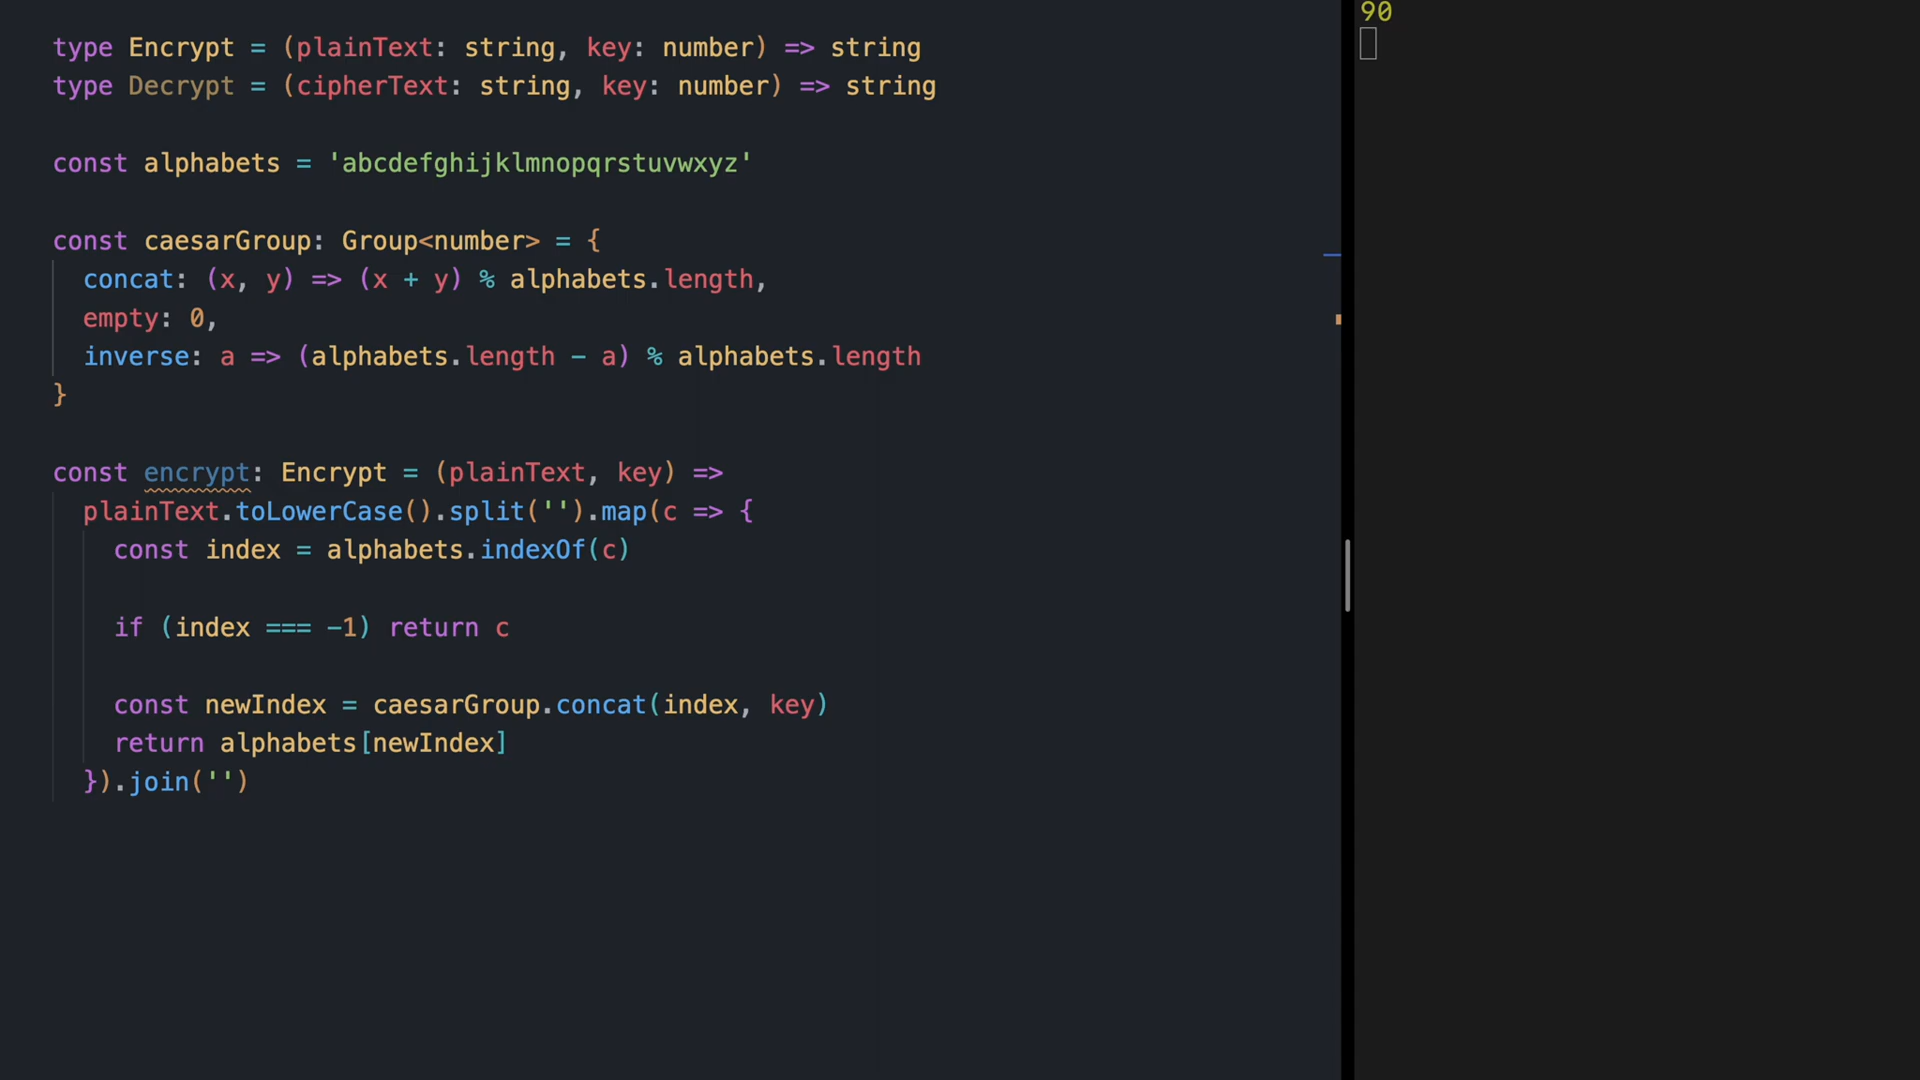 type Encrypt = (plainText: string, key: number) => string
type Decrypt = (cipherText: string, key: number) => string
const alphabets = 'abcdefghijklmnopqrstuvwxyz'
const caesarGroup: Group<number> = {
concat: (x, y) => (x + y) % alphabets.length,
empty: 0,
inverse: a => (alphabets.length - a) % alphabets.length
}
const encrypt: Encrypt = (plainText, key) =>
plainText.toLowerCase().split('').map(c => {
const index = alphabets.indexOf(c)
if (index === -1) return c
const newIndex = caesarGroup.concat(index, key)
return alphabets[newIndex]
}).join('')
90